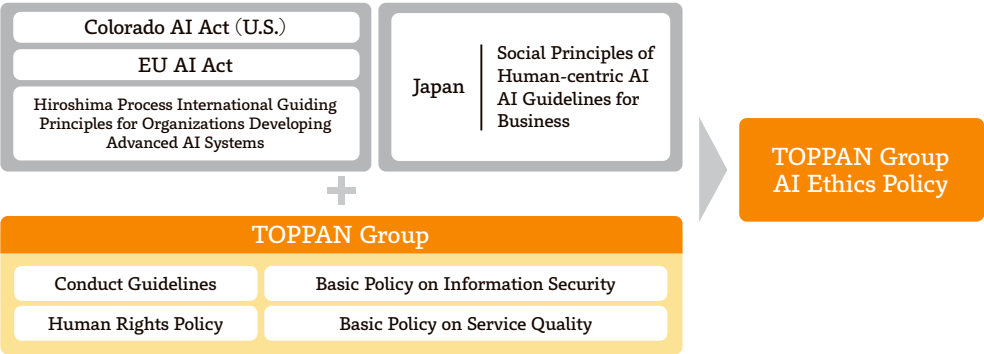 Colorado AI Act (U.S.)
EU AI Act
Hiroshima Process International Guiding
Principles for Organizations Developing
Advanced AI Systems
Japan
Social Principles of
Human-centric AI
AI Guidelines for
Business
TOPPAN Group
Conduct Guidelines
Basic Policy on Information Security
Human Rights Policy
Basic Policy on Service Quality
TOPPAN Group
AI Ethics Policy